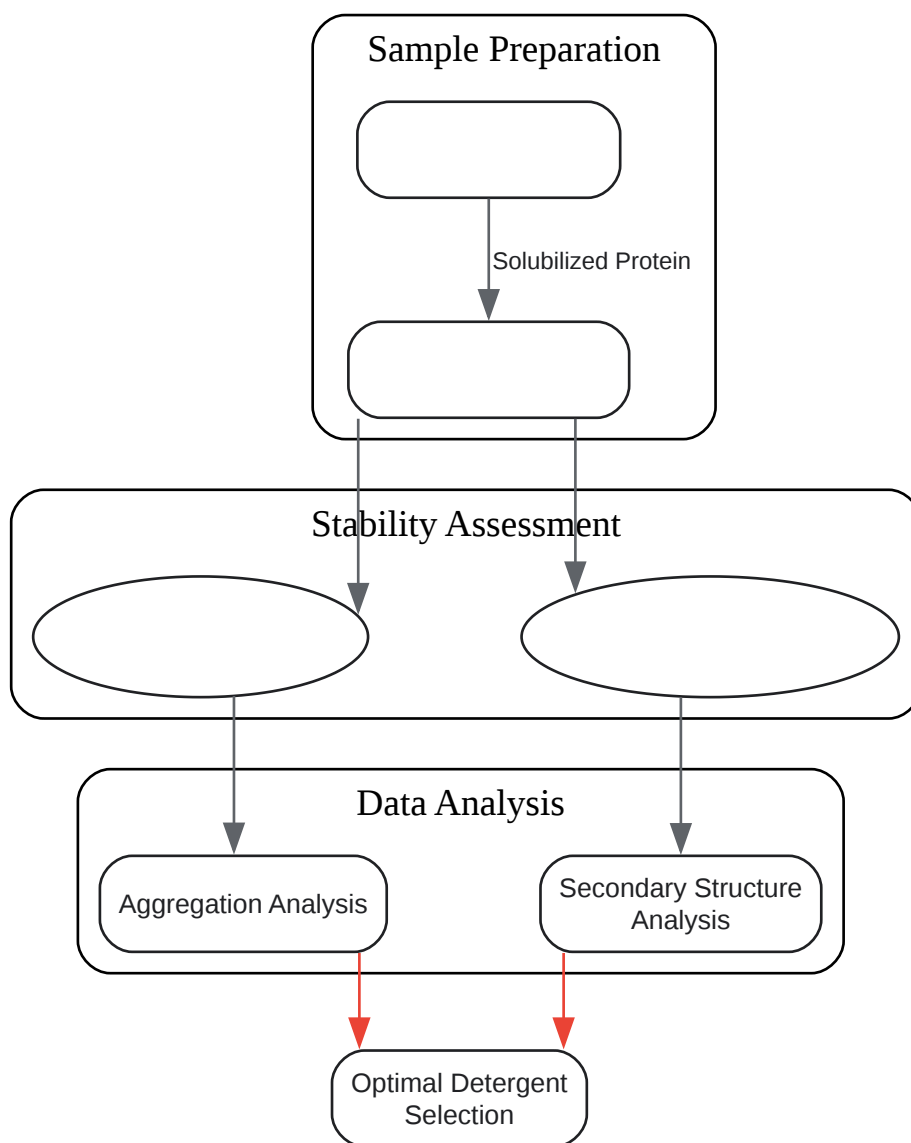 Sample Preparation
Solubilized Protein
Stability Assessment
Data Analysis
Aggregation Analysis
Secondary Structure
Analysis
Optimal Detergent
Selection